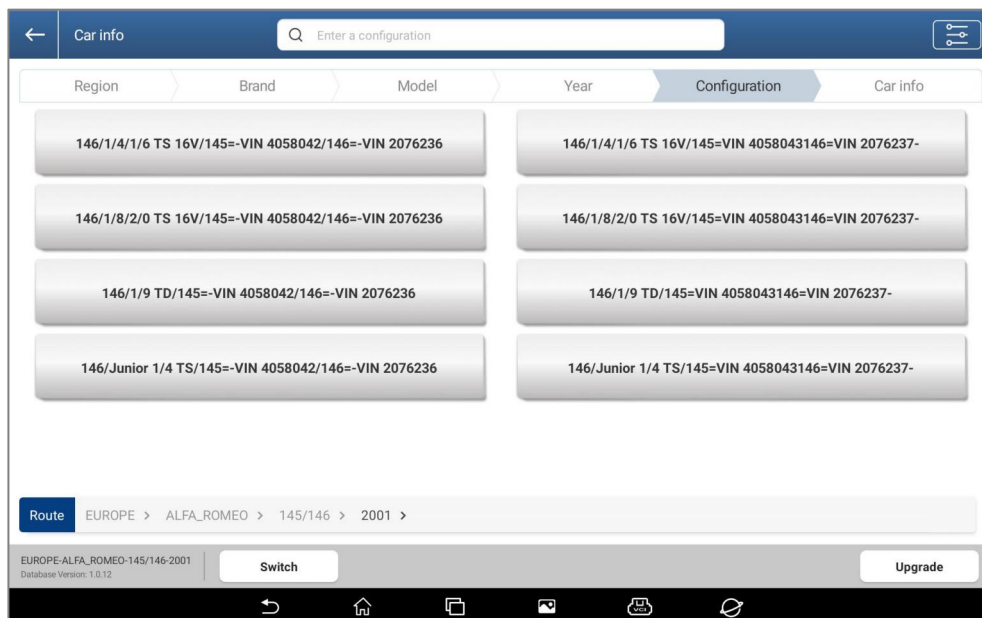 Car info
Enter a configuration
Region
Brand
Model
Year
Configuration
Car info
146/1/4/1/6 TS 16V/145=-VIN 4058042/146=-VIN 2076236
146/1/4/1/6 TS 16V/145=VIN 4058043146=VIN 2076237-
146/1/8/2/0 TS 16V/145=-VIN 4058042/146=-VIN 2076236
146/1/8/2/0 TS 16V/145=VIN 4058043146=VIN 2076237-
146/1/9 TD/145=-VIN 4058042/146=-VIN 2076236
146/1/9 TD/145=VIN 4058043146=VIN 2076237-
146/Junior 1/4 TS/145=-VIN 4058042/146=-VIN 2076236
146/Junior 1/4 TS/145=VIN 4058043146=VIN 2076237-
Route
EUROPE > ALFA_ROMEO > 145/146 > 2001 >
EUROPE-ALFA_ROMEO-145/146-2001
Database Version: 1.0.12
Switch
Upgrade
VCI